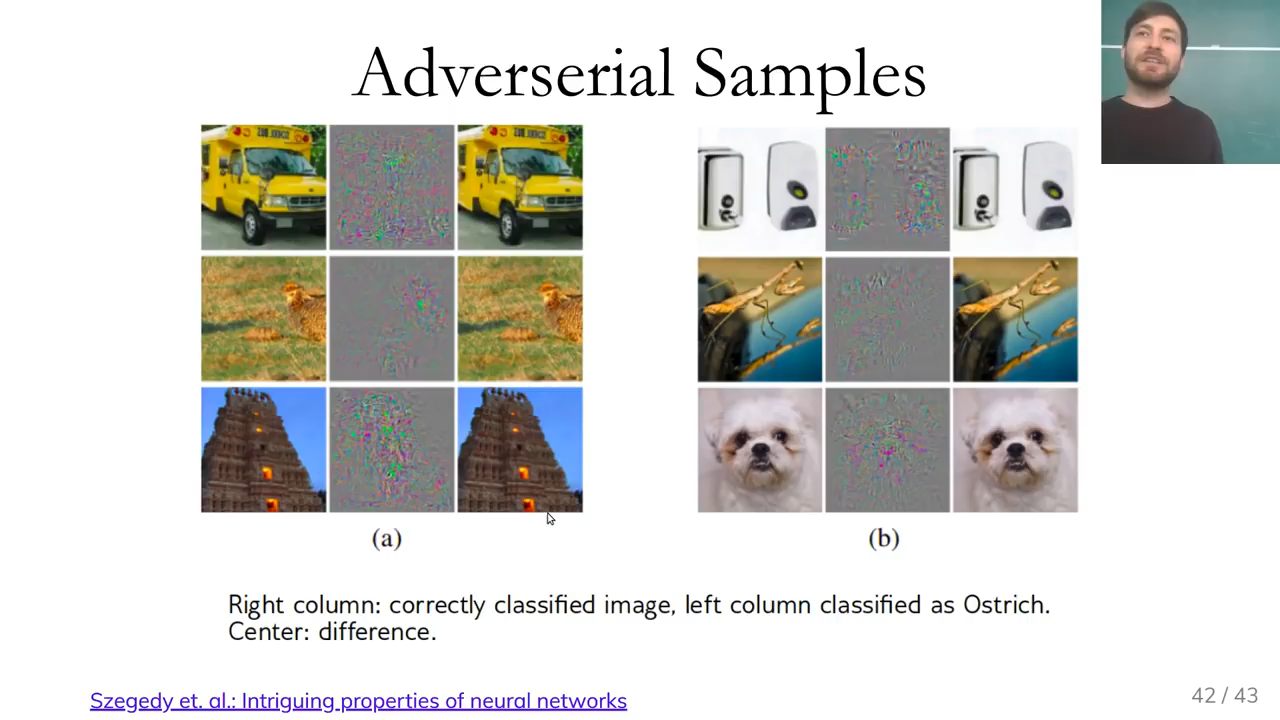 Adverserial Samples
(a)
(b)
Right column: correctly classified image, left column classified as Ostrich.
Center: difference.
Szegedy et. al.: Intriguing properties of neural networks
42 / 43